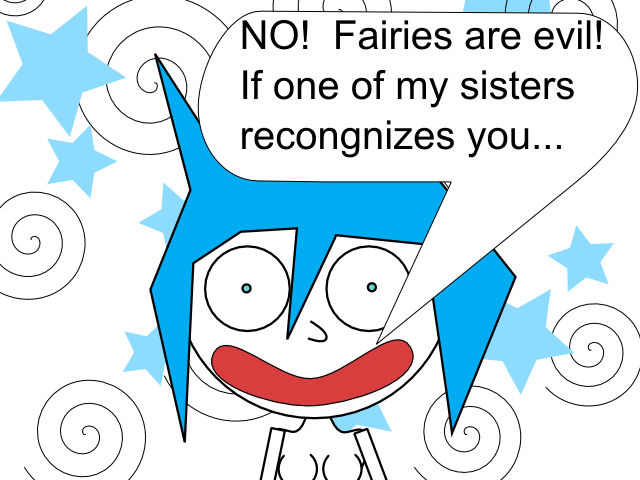 NO!  Fairies are evil!
If one of my sisters
recongnizes you...